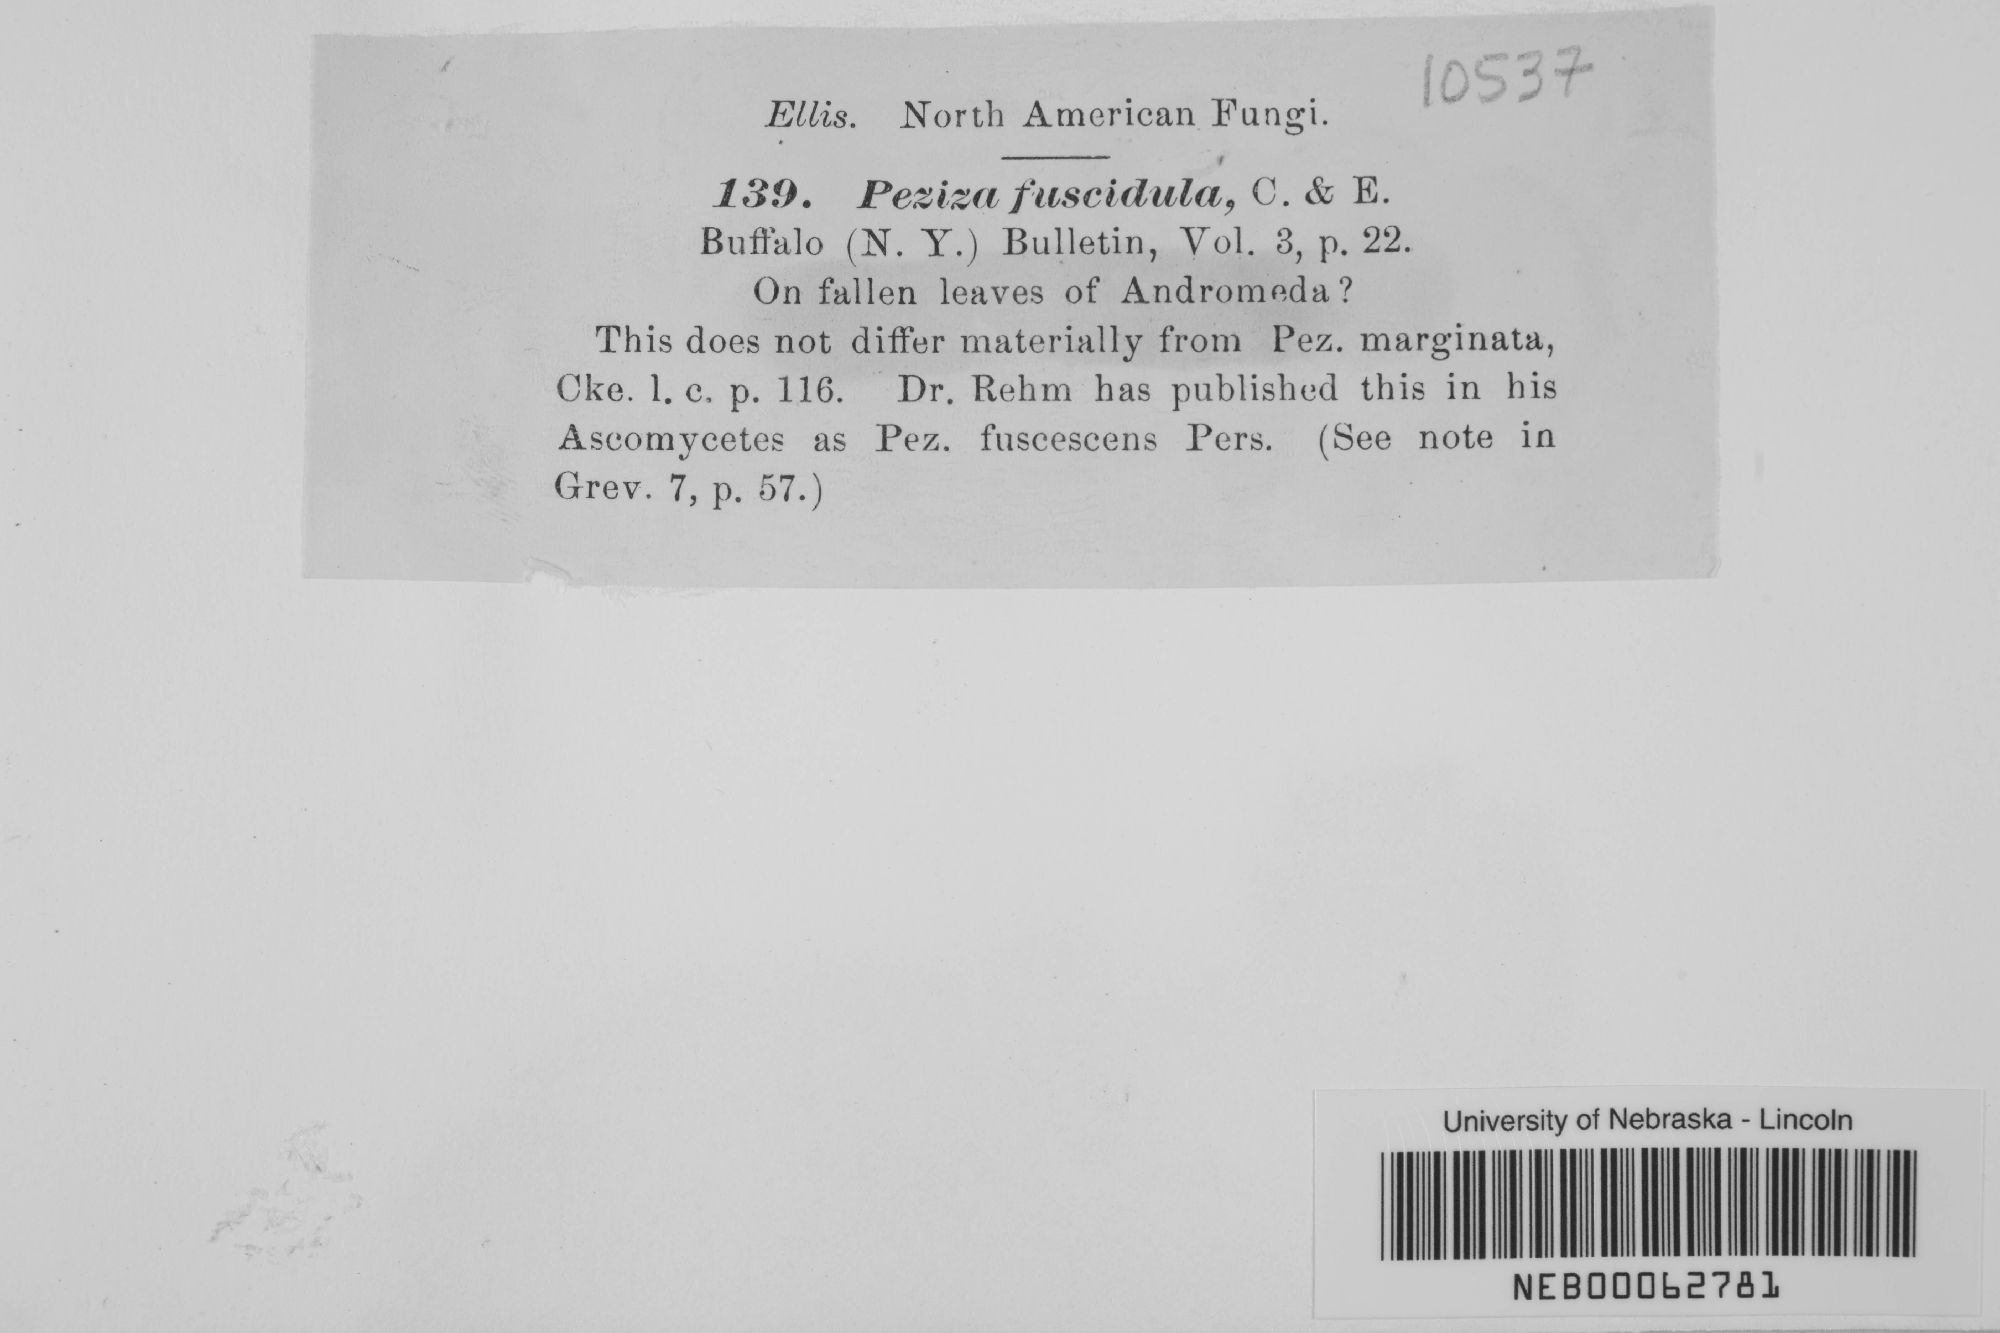 10537
Ellis. North American Fungi.
139. Peziza fuscidula, C. & E.
Buffalo (N. Y.) Bulletin, Vol. 3, p. 22.
On fallen leaves of Andromeda?
This does not differ materially from Pez. marginata,
Cke. l. c. p. 116. Dr. Rehm has published this in his
Ascomycetes as Pez. fuscescens Pers. (See note in
Grev. 7, p. 57.)
University of Nebraska - Lincoln
NEB00062781